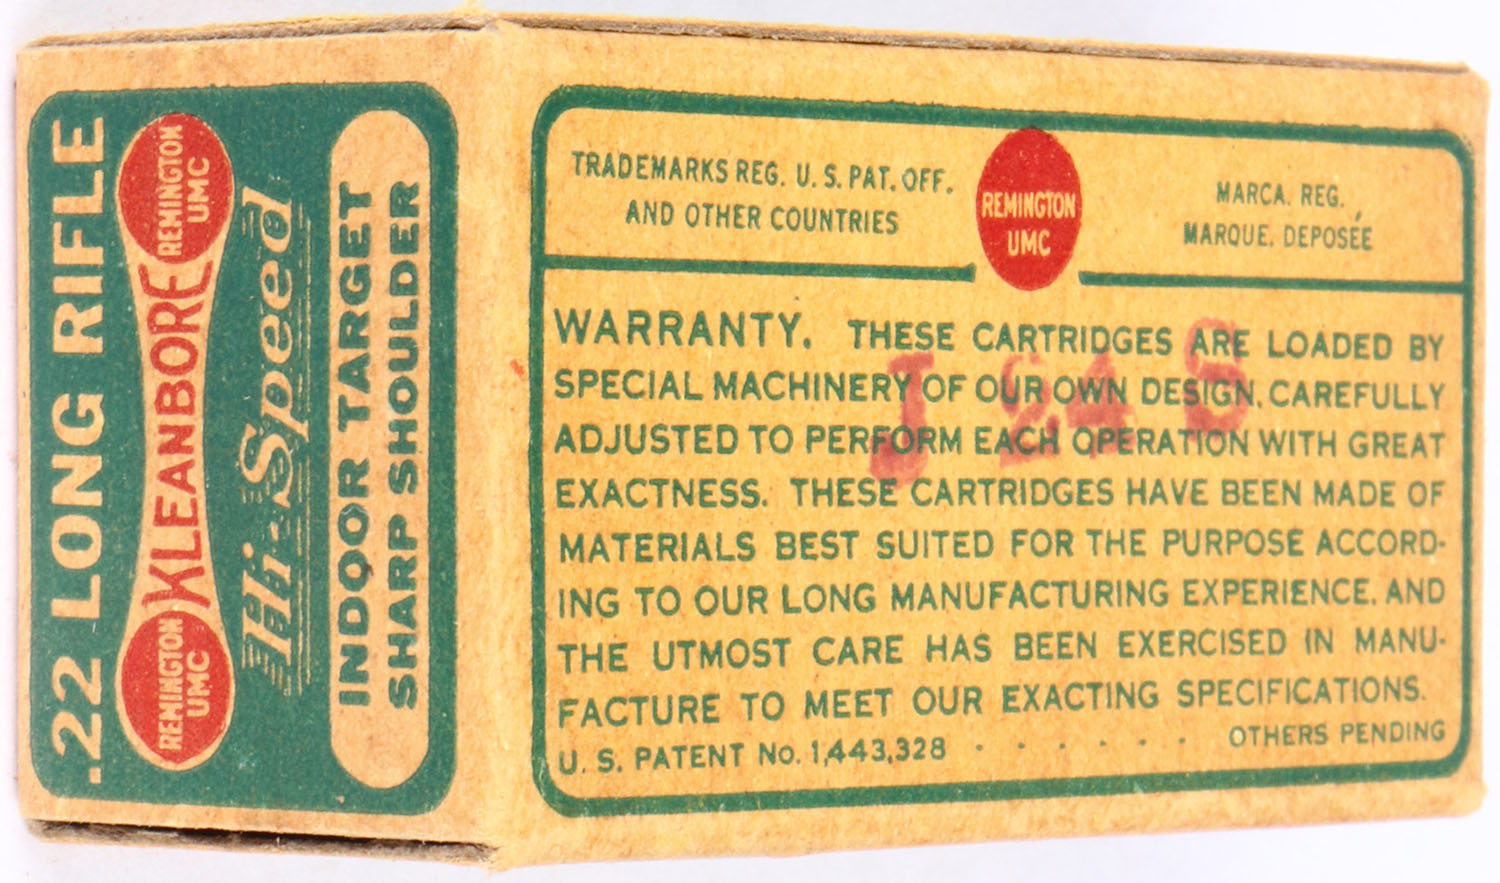 .22 LONG RIFLE
REMINGTON
UMC
KLEANBORE
REMINGTON
UMC
Hi-Speed
INDOOR TARGET
SHARP SHOULDER
TRADEMARKS REG. U. S. PAT. OFF.
AND OTHER COUNTRIES
REMINGTON
UMC
MARCA. REG.
MARQUE. DEPOSÉE
WARRANTY. THESE CARTRIDGES ARE LOADED BY
SPECIAL MACHINERY OF OUR OWN DESIGN, CAREFULLY
ADJUSTED TO PERFORM EACH OPERATION WITH GREAT
EXACTNESS. THESE CARTRIDGES HAVE BEEN MADE OF
MATERIALS BEST SUITED FOR THE PURPOSE ACCORD-
ING TO OUR LONG MANUFACTURING EXPERIENCE, AND
THE UTMOST CARE HAS BEEN EXERCISED IN MANU-
FACTURE TO MEET OUR EXACTING SPECIFICATIONS.
U. S. PATENT No. 1,443,328 . . . . . . OTHERS PENDING